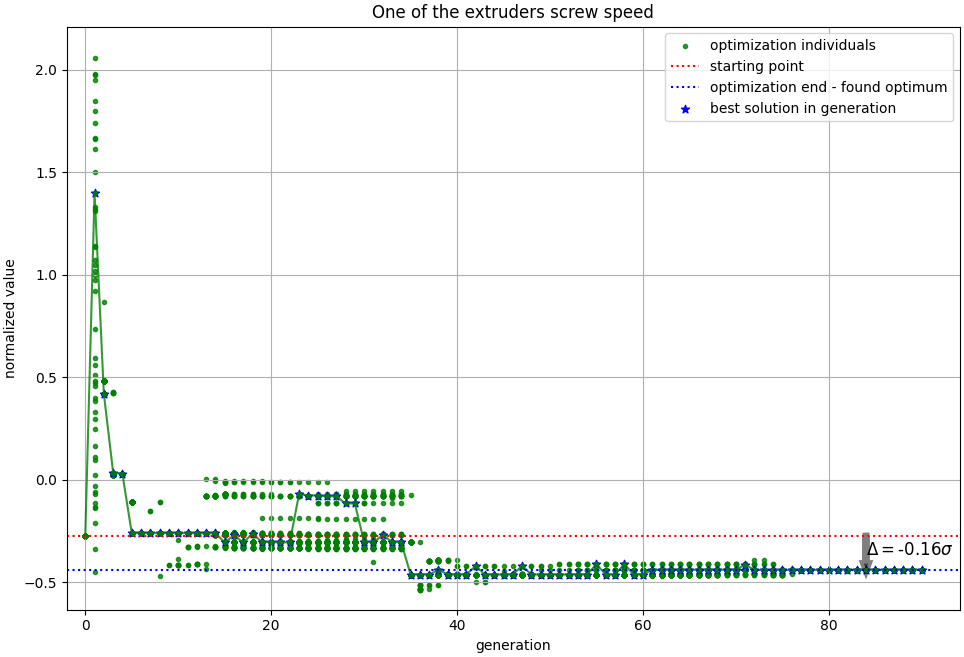 One of the extruders screw speed
optimization individuals
starting point
optimization end - found optimum
best solution in generation
normalized value
2.0
1.5
1.0
0.5
0.0
−0.5
Δ = -0.16σ
0 20 40 60 80
generation